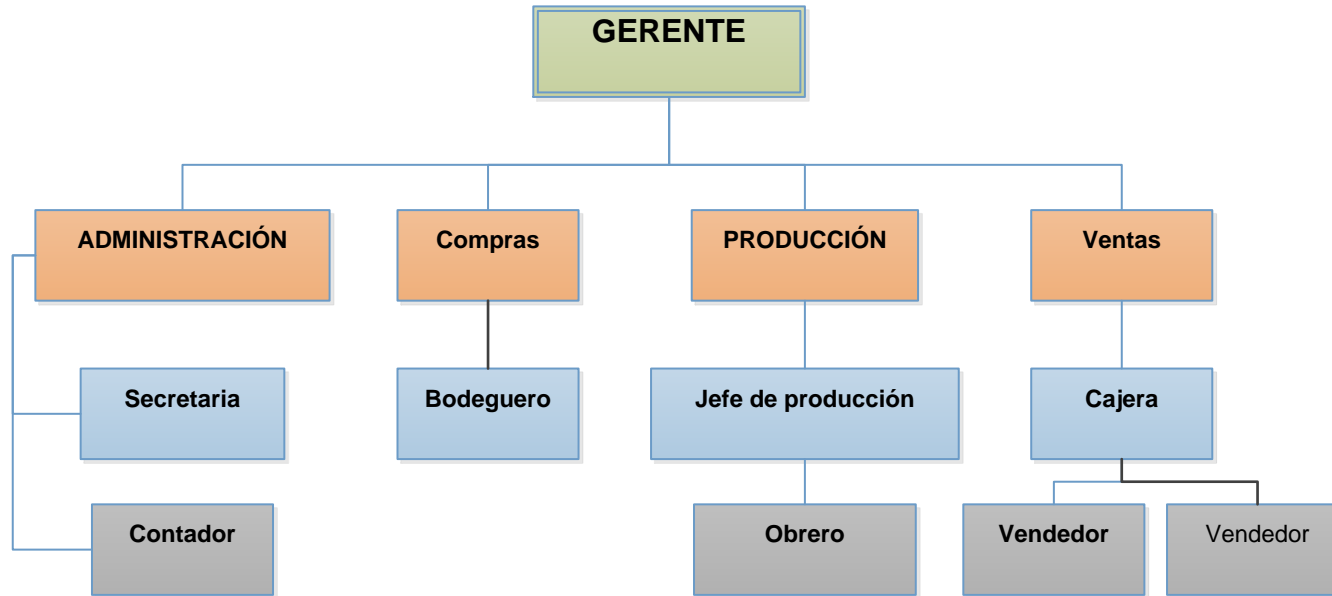 GERENTE
ADMINISTRACIÓN
Compras
PRODUCCIÓN
Ventas
Secretaria
Bodeguero
Jefe de producción
Cajera
Contador
Obrero
Vendedor
Vendedor